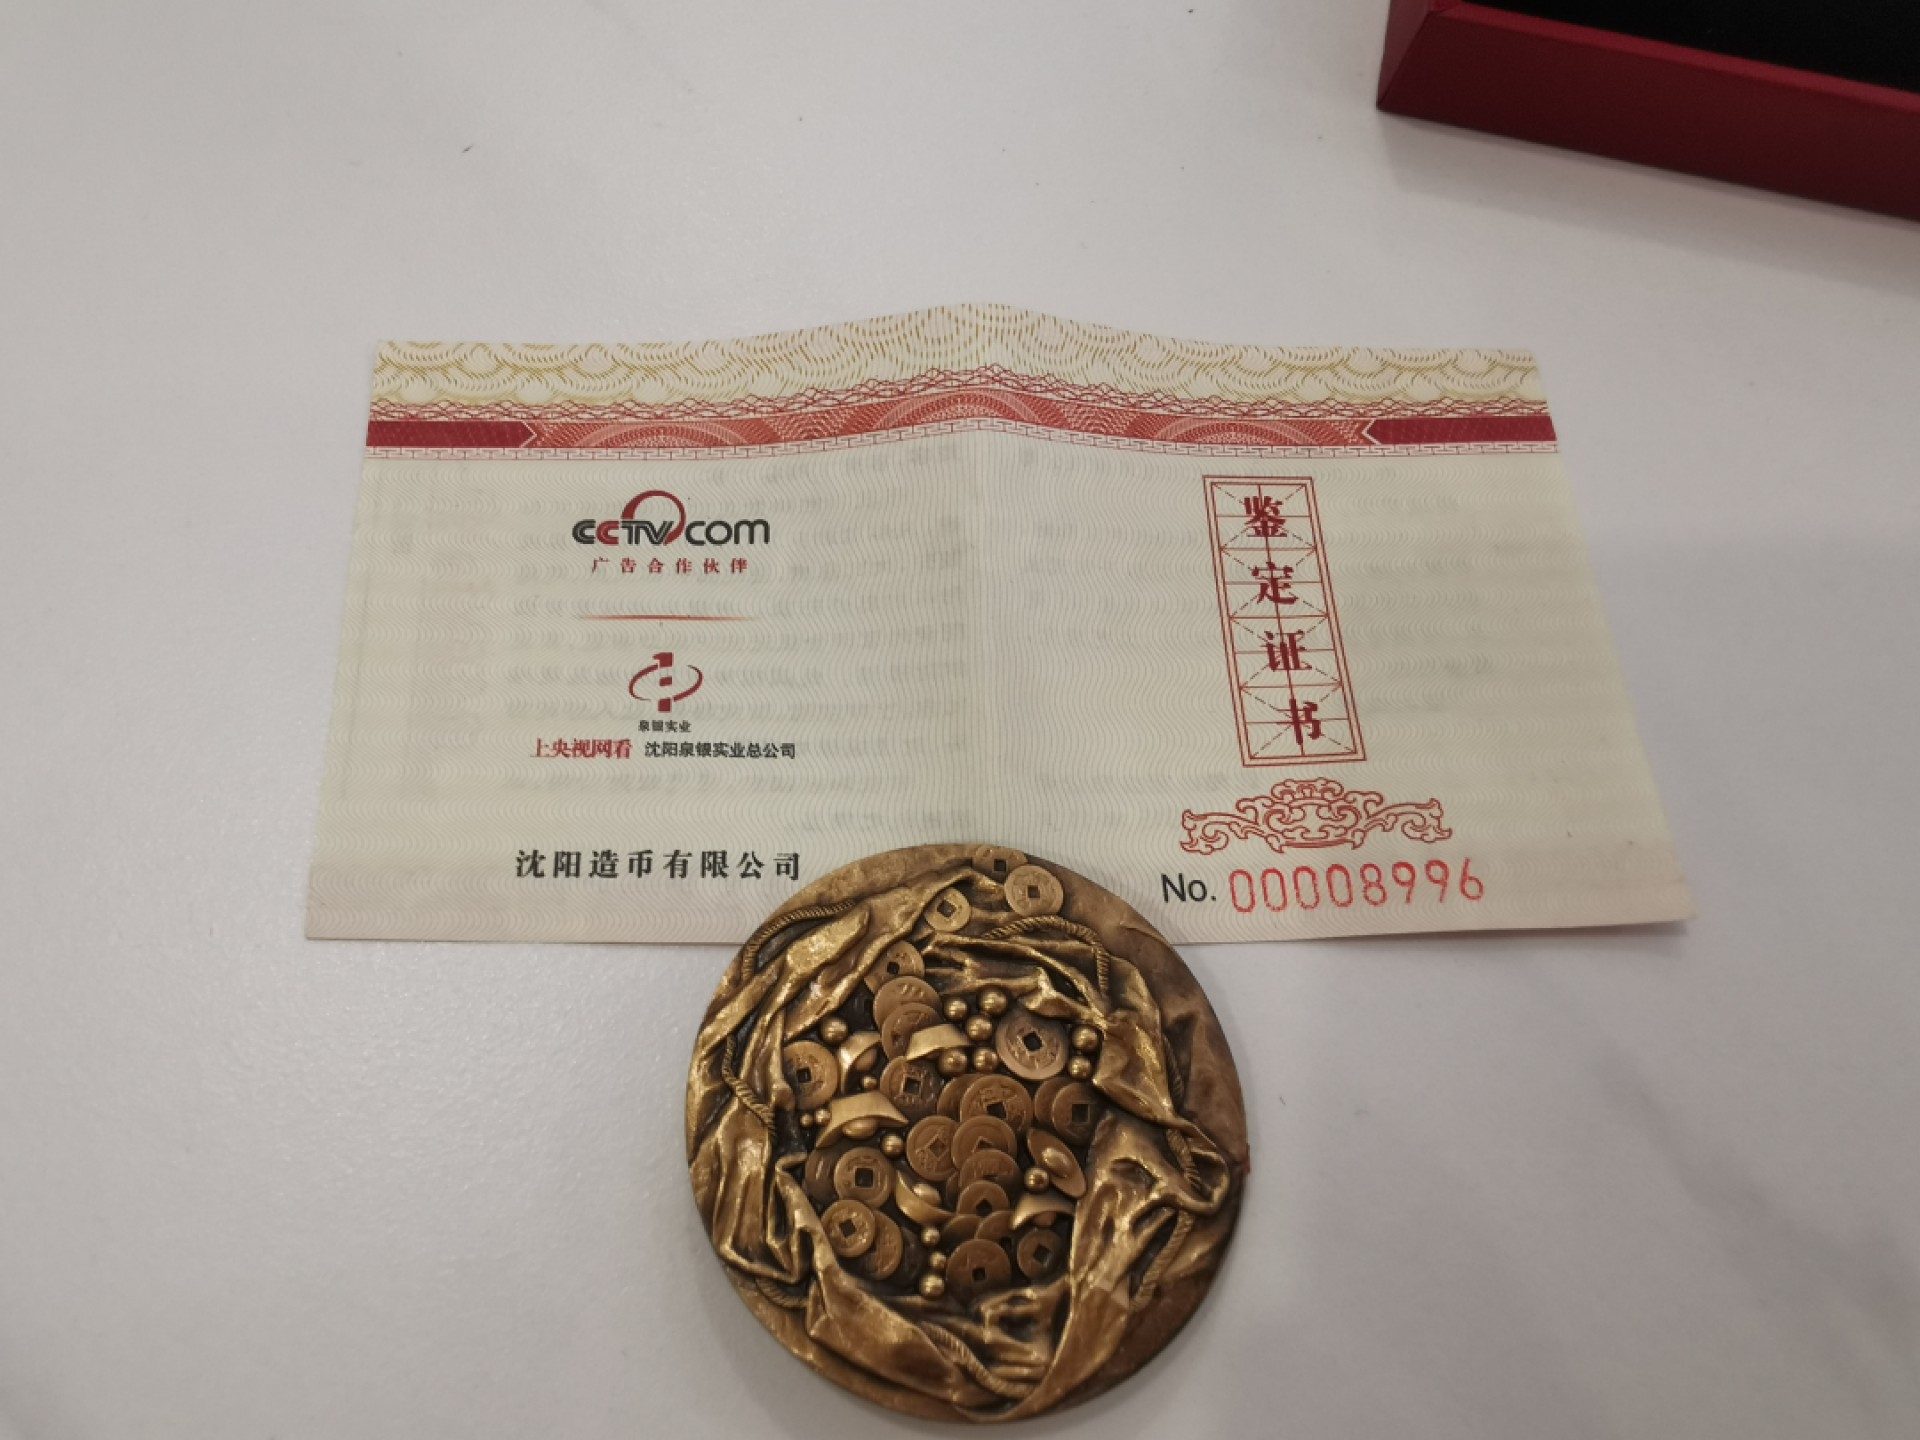 CCTV.com
广告合作伙伴
泉银实业
上央视网看 沈阳泉银实业总公司
沈阳造币有限公司
鉴定证书
No. 00008996